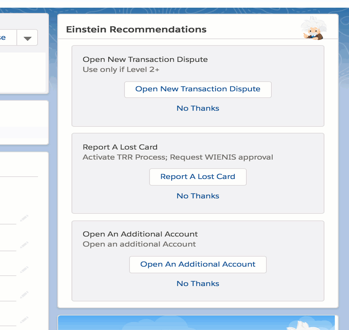 se
Einstein Recommendations
Open New Transaction Dispute
Use only if Level 2+
Open New Transaction Dispute
No Thanks
Report A Lost Card
Activate TRR Process; Request WIENIS approval
Report A Lost Card
No Thanks
Open An Additional Account
Open an additional Account
Open An Additional Account
No Thanks